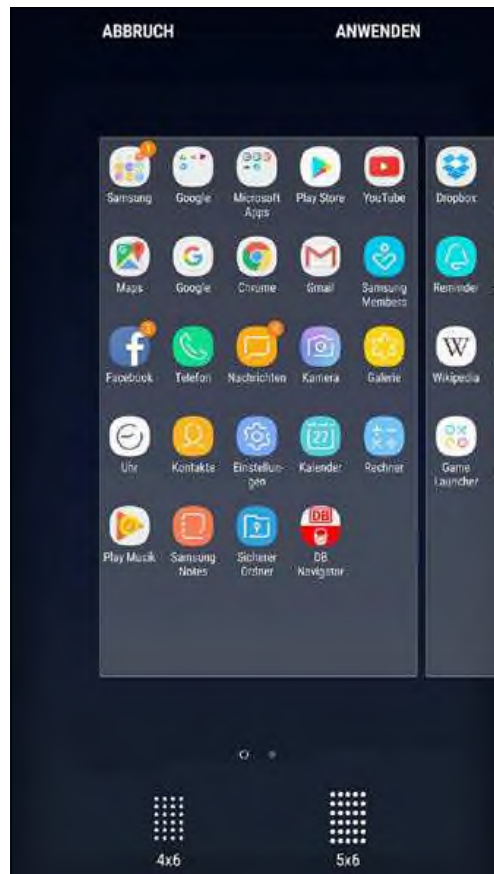 ABBRUCH ANWENDEN
Samsung Google Microsoft Apps Play Store YouTube Dropbox
Maps Google Chrome Gmail Samsung Members Reminder
Facebook Telefon Nachrichten Kamera Galerie Wikipedia
W
Uhr Kontakte Einstellun-gen Kalender Rechner Game Launcher
27
DB
Play Musik Samsung Notes Sicherer Ordner DB Navigator
4x6 5x6